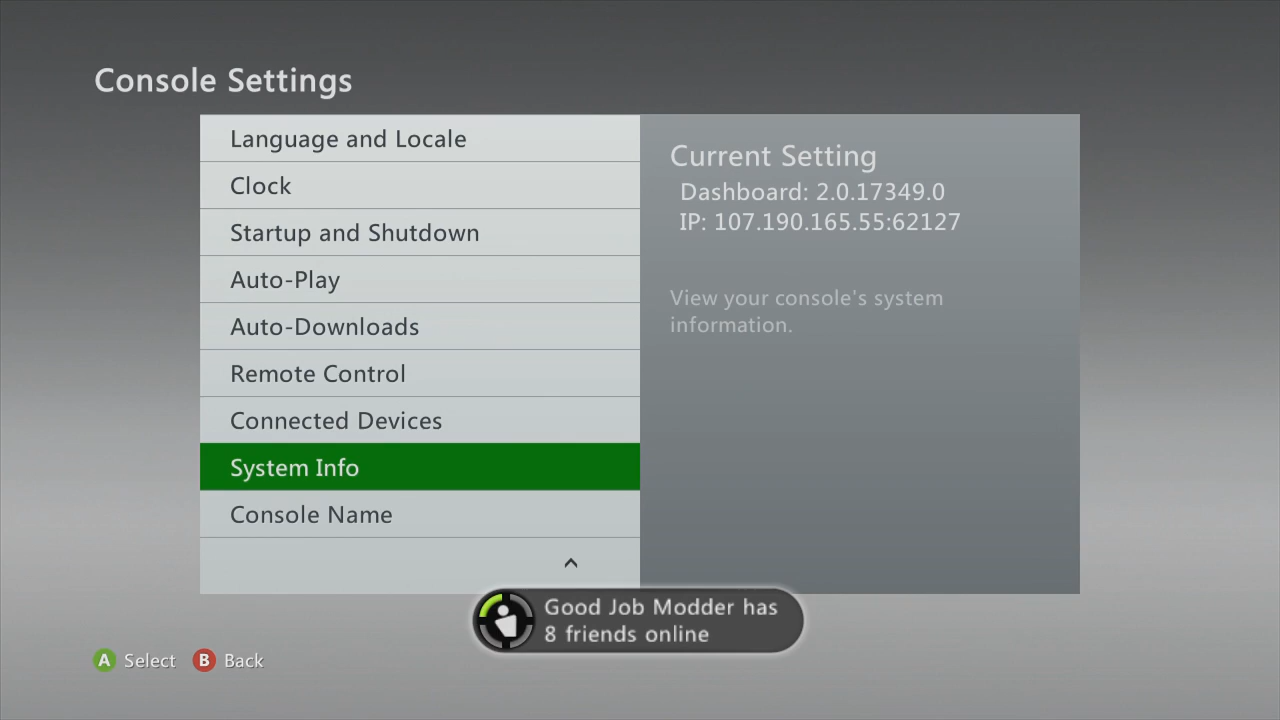 Console Settings
Language and Locale
Clock
Startup and Shutdown
Auto-Play
Auto-Downloads
Remote Control
Connected Devices
System Info
Console Name
Current Setting
Dashboard: 2.0.17349.0
IP: 107.190.165.55:62127
View your console's system
information.
Good Job Modder has
8 friends online
A Select B Back